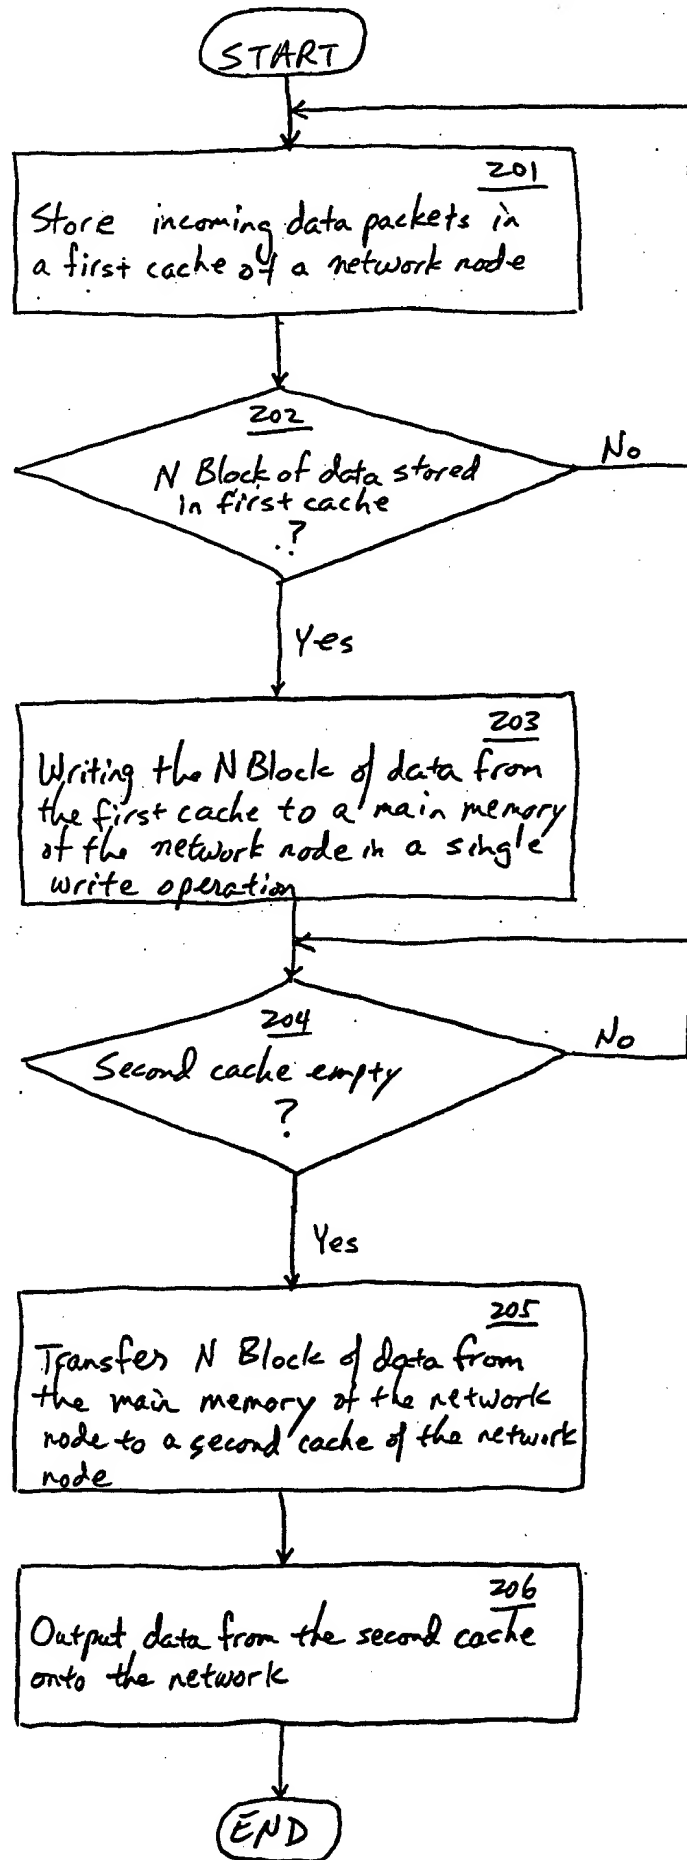 START
201
Store incoming data packets in
a first cache of a network node
202
N Block of data stored
in first cache
?
No
Yes
203
Writing the N Block of data from
the first cache to a main memory
of the network node in a single
write operation
204
Second cache empty
?
No
Yes
205
Transfer N Block of data from
the main memory of the network
node to a second cache of the network
node
206
Output data from the second cache
onto the network
END